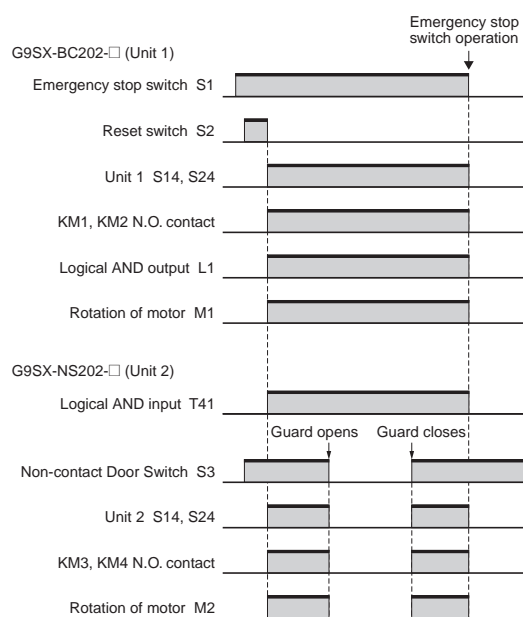 Emergency stop
switch operation
G9SX-BC202-□ (Unit 1)
Emergency stop switch S1
Reset switch S2
Unit 1 S14, S24
KM1, KM2 N.O. contact
Logical AND output L1
Rotation of motor M1
G9SX-NS202-□ (Unit 2)
Logical AND input T41
Guard opens Guard closes
Non-contact Door Switch S3
Unit 2 S14, S24
KM3, KM4 N.O. contact
Rotation of motor M2